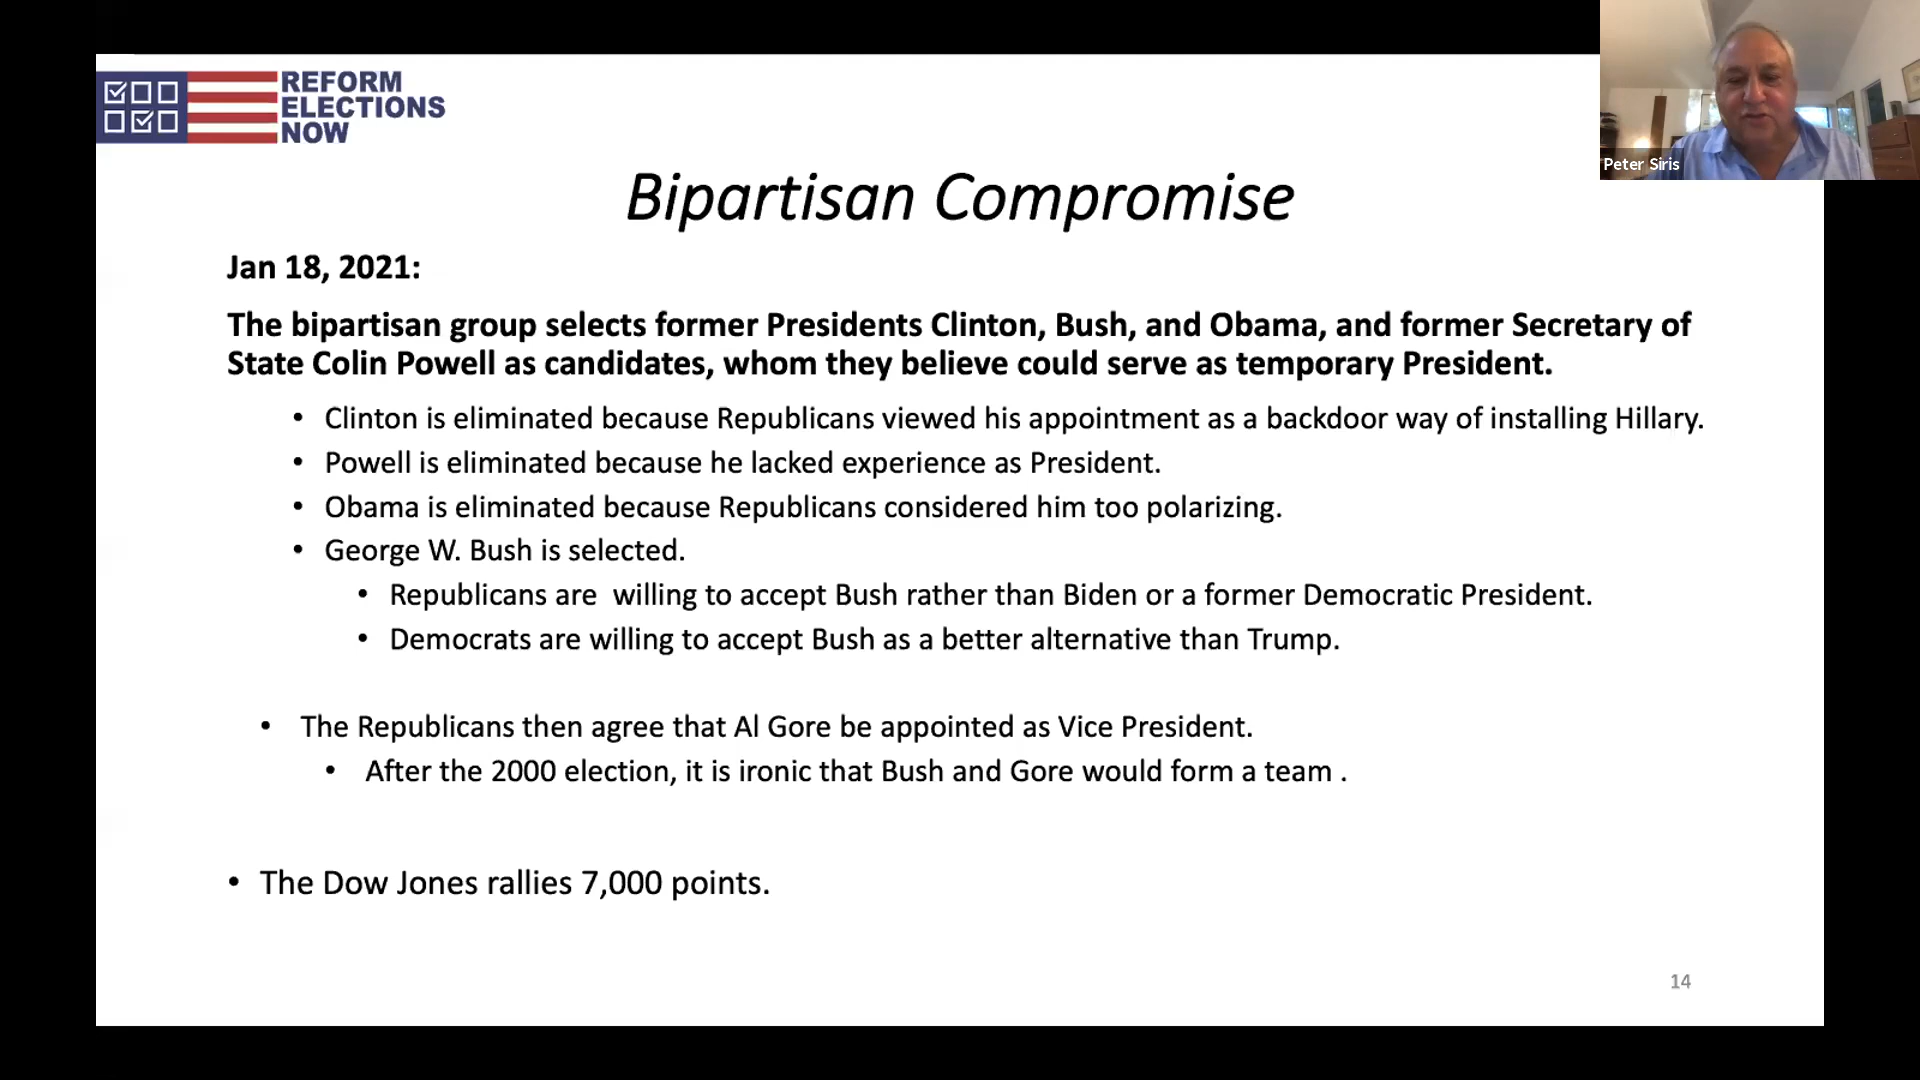 REFORM
ELECTIONS
NOW
Peter Siris
Bipartisan Compromise
Jan 18, 2021:
The bipartisan group selects former Presidents Clinton, Bush, and Obama, and former Secretary of
State Colin Powell as candidates, whom they believe could serve as temporary President.
• Clinton is eliminated because Republicans viewed his appointment as a backdoor way of installing Hillary.
• Powell is eliminated because he lacked experience as President.
• Obama is eliminated because Republicans considered him too polarizing.
• George W. Bush is selected.
• Republicans are  willing to accept Bush rather than Biden or a former Democratic President.
• Democrats are willing to accept Bush as a better alternative than Trump.
• The Republicans then agree that Al Gore be appointed as Vice President.
• After the 2000 election, it is ironic that Bush and Gore would form a team .
• The Dow Jones rallies 7,000 points.
14